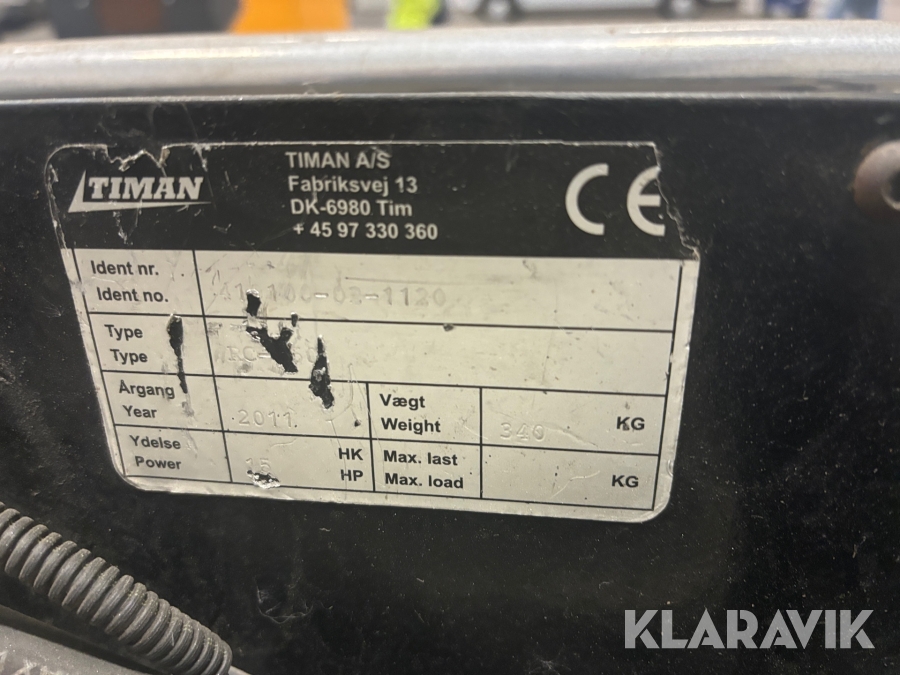 TIMAN
TIMAN A/S
Fabriksvej 13
DK-6980 Tim
+ 45 97 330 360
CE
Ident nr.
Ident no.
Type
Type
Årgang
Year
2011
Vægt
Weight
340
KG
Ydelse
Power
15
HK
HP
Max. last
Max. load
KG
KLARAVIK